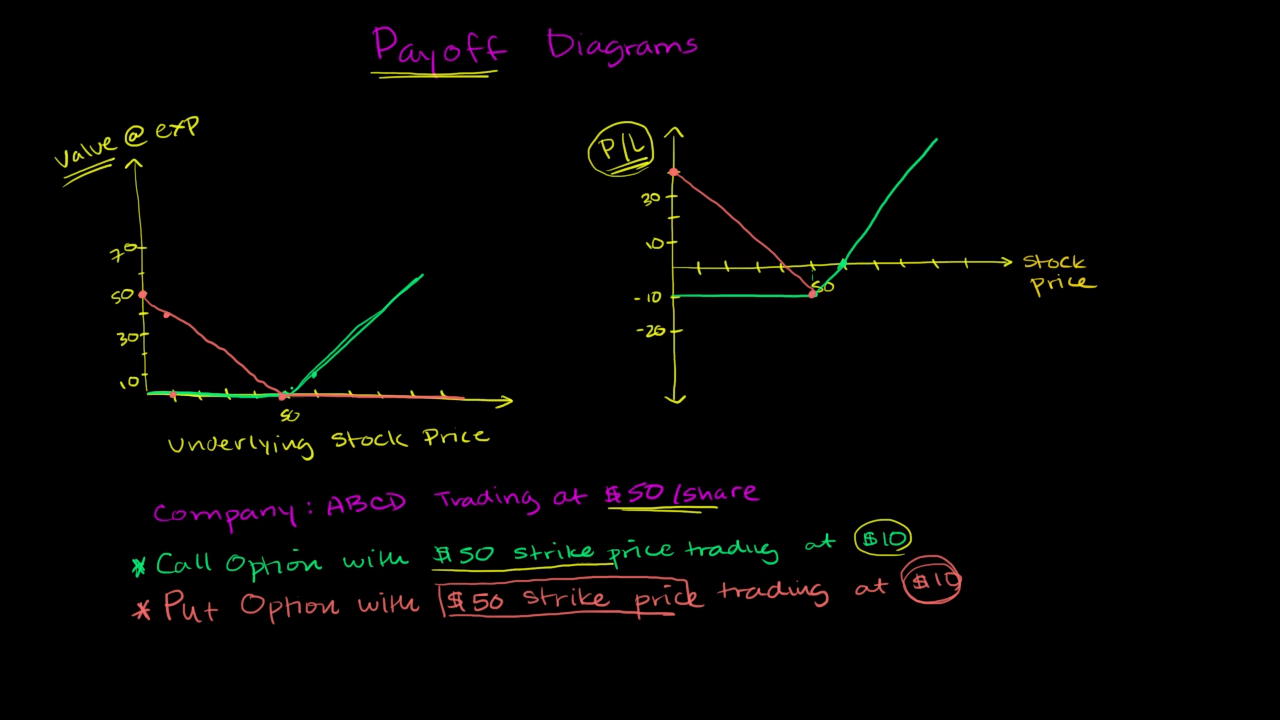 Payoff Diagrams
Value @ exp
70
50
30
10
50
Underlying Stock Price
P/L
30
10
-10
-20
50
Stock
Price
Company: ABCD Trading at $50/share
* Call Option with $50 strike price trading at $10
* Put Option with $50 strike price trading at $10